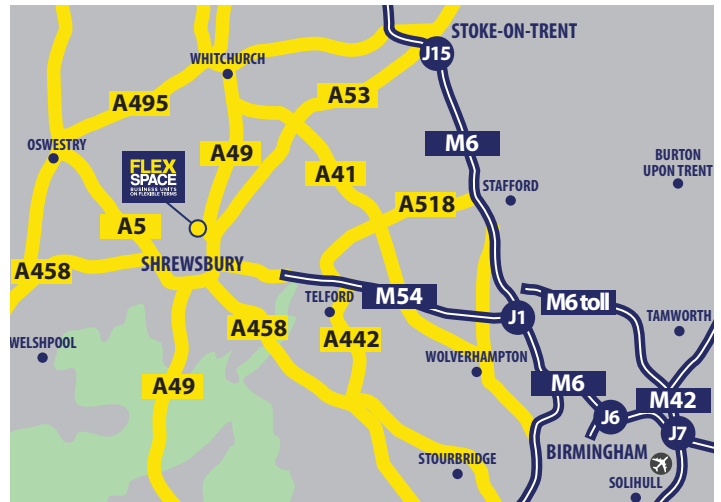 STOKE-ON-TRENT
J15
WHITCHURCH
A53
A495
M6
A49
OSWESTRY
FLEX
SPACE
BUSINESS UNITS
ON FLEXIBLE TERMS
A41
BURTON
UPON TRENT
STAFFORD
A518
A5
SHREWSBURY
A458
M54
TELFORD
M6 toll
J1
TAMWORTH
A458
A442
WELSHPOOL
WOLVERHAMPTON
A49
M6
M42
J6
J7
BIRMINGHAM
STOURBRIDGE
SOLIHULL